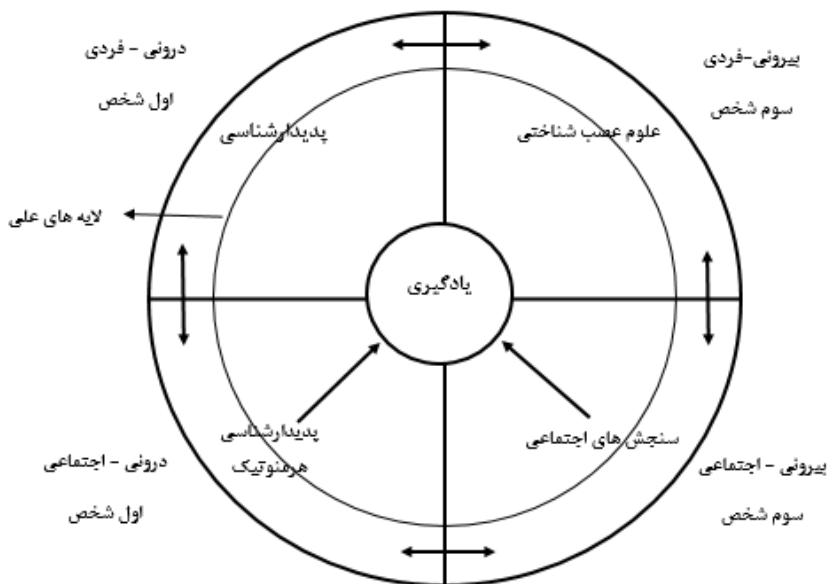 بیرونی-فردی
سوم شخص
درونی - فردی
اول شخص
علوم عصب شناختی
پدیدارشناسی
لایه های علی
یادگیری
سنجش های اجتماعی
پدیدارشناسی
هرمنوتیک
بیرونی - اجتماعی
سوم شخص
درونی - اجتماعی
اول شخص